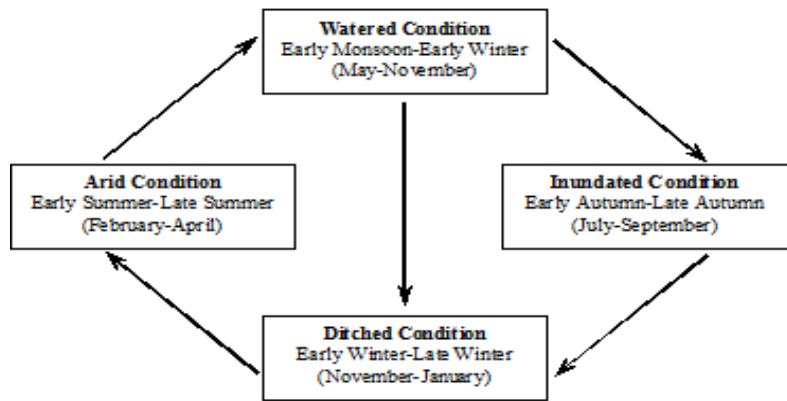 Watered Condition
Early Monsoon-Early Winter
(May-November)
Arid Condition
Early Summer-Late Summer
(February-April)
Inundated Condition
Early Autumn-Late Autumn
(July-September)
Ditched Condition
Early Winter-Late Winter
(November-January)